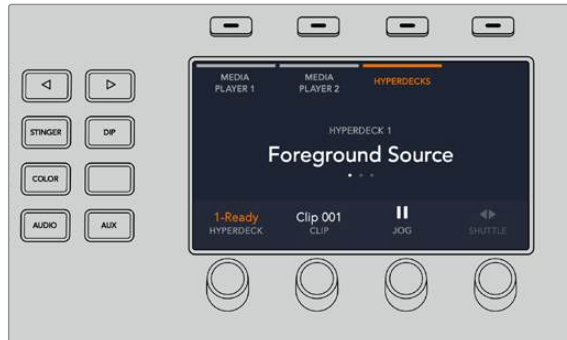 MEDIA
PLAYER 1
MEDIA
PLAYER 2
HYPERDECKS
STINGER
DIP
HYPERDECK 1
Foreground Source
COLOR
AUDIO
AUX
1-Ready
HYPERDECK
Clip 001
CLIP
JOG
SHUTTLE